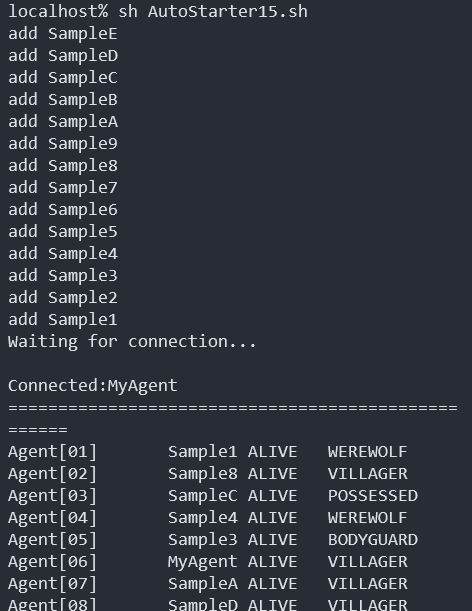 localhost% sh AutoStarter15.sh
add SampleE
add SampleD
add SampleC
add SampleB
add SampleA
add Sample9
add Sample8
add Sample7
add Sample6
add Sample5
add Sample4
add Sample3
add Sample2
add Sample1
Waiting for connection...
Connected:MyAgent
=============================================
======
Agent[01]       Sample1 ALIVE   WEREWOLF
Agent[02]       Sample8 ALIVE   VILLAGER
Agent[03]       SampleC ALIVE   POSSESSED
Agent[04]       Sample4 ALIVE   WEREWOLF
Agent[05]       Sample3 ALIVE   BODYGUARD
Agent[06]       MyAgent ALIVE   VILLAGER
Agent[07]       SampleA ALIVE   VILLAGER
Agent[08]       SampleD ALIVE   VILLAGER